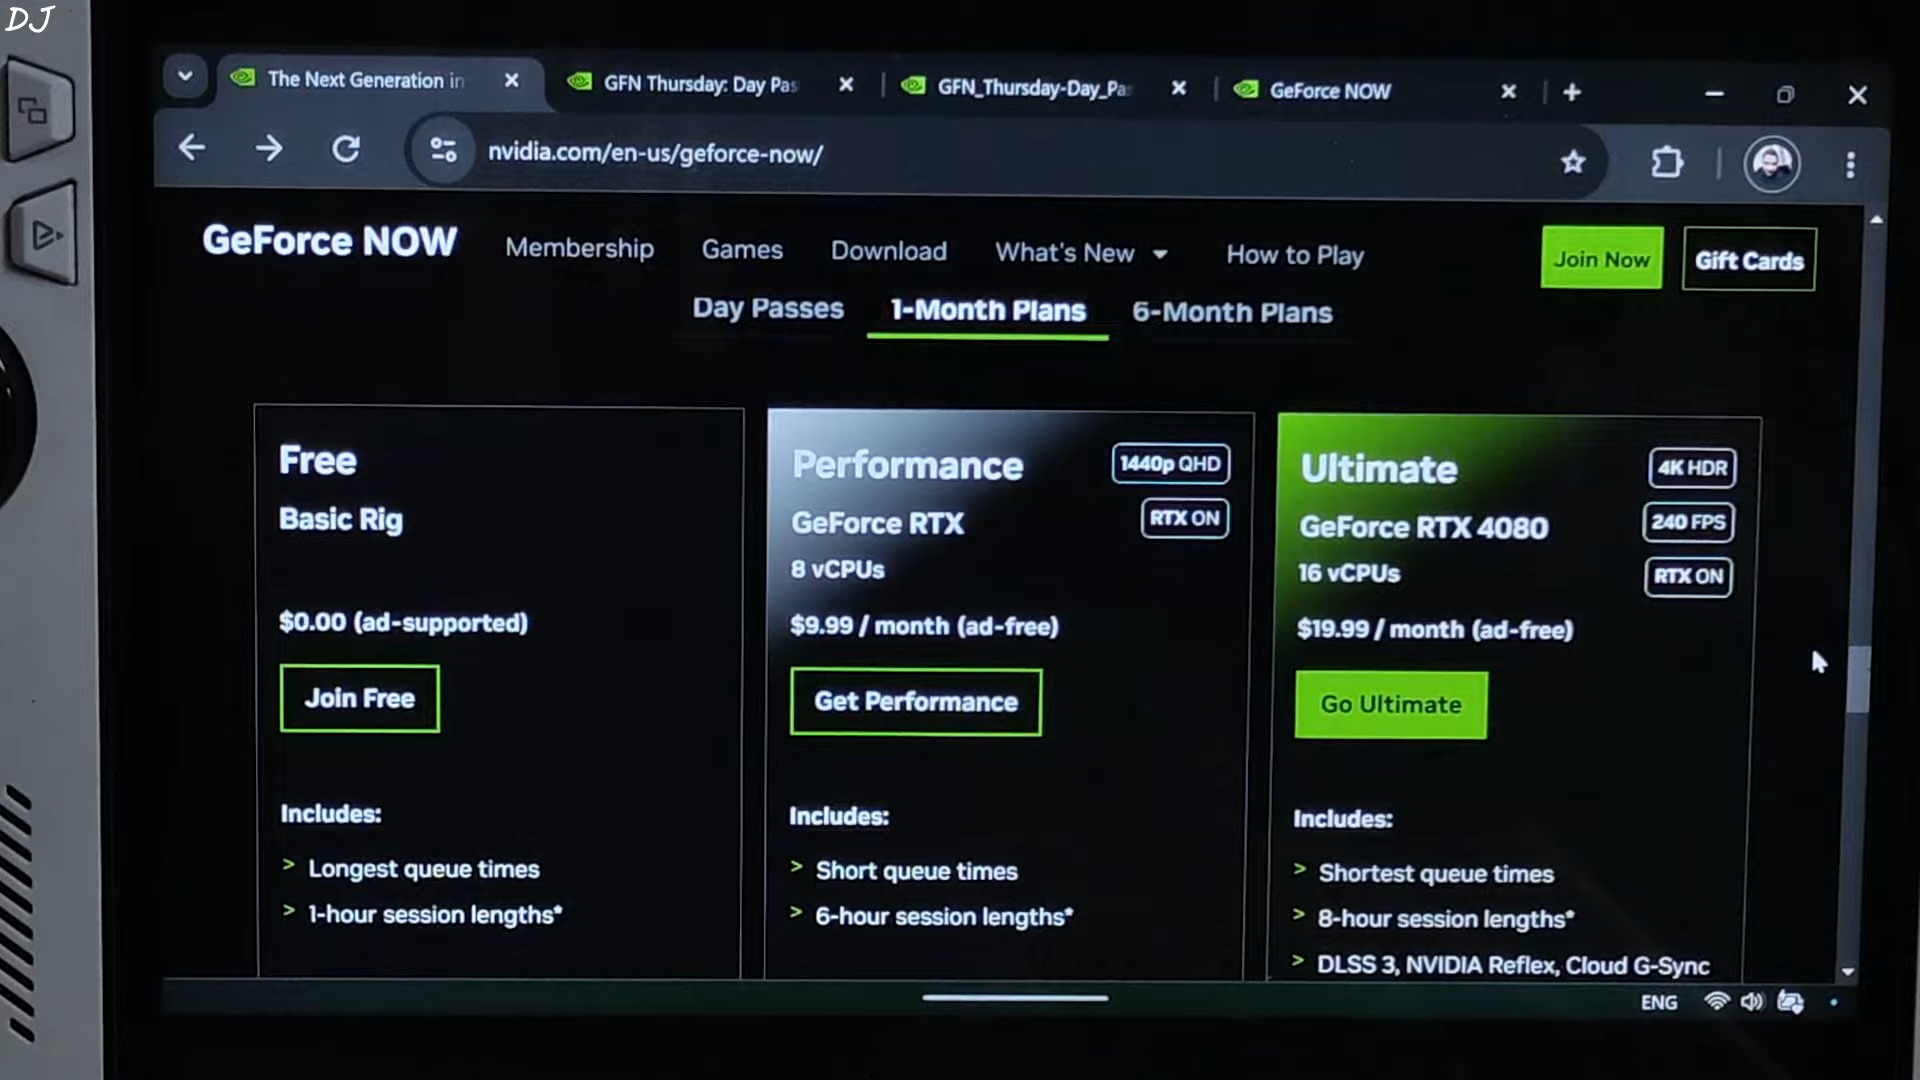 DJ
The Next Generation in
GFN Thursday: Day Pas
GFN_Thursday-Day_Pa
GeForce NOW
nvidia.com/en-us/geforce-now/
GeForce NOW
Membership
Games
Download
What's New
How to Play
Join Now
Gift Cards
Day Passes
1-Month Plans
6-Month Plans
Free
Basic Rig
$0.00 (ad-supported)
Join Free
Includes:
> Longest queue times
> 1-hour session lengths*
Performance
1440p QHD
GeForce RTX
RTX ON
8 vCPUs
$9.99 / month (ad-free)
Get Performance
Includes:
> Short queue times
> 6-hour session lengths*
Ultimate
4K HDR
GeForce RTX 4080
240 FPS
16 vCPUs
RTX ON
$19.99 / month (ad-free)
Go Ultimate
Includes:
> Shortest queue times
> 8-hour session lengths*
> DLSS 3, NVIDIA Reflex, Cloud G-Sync
ENG